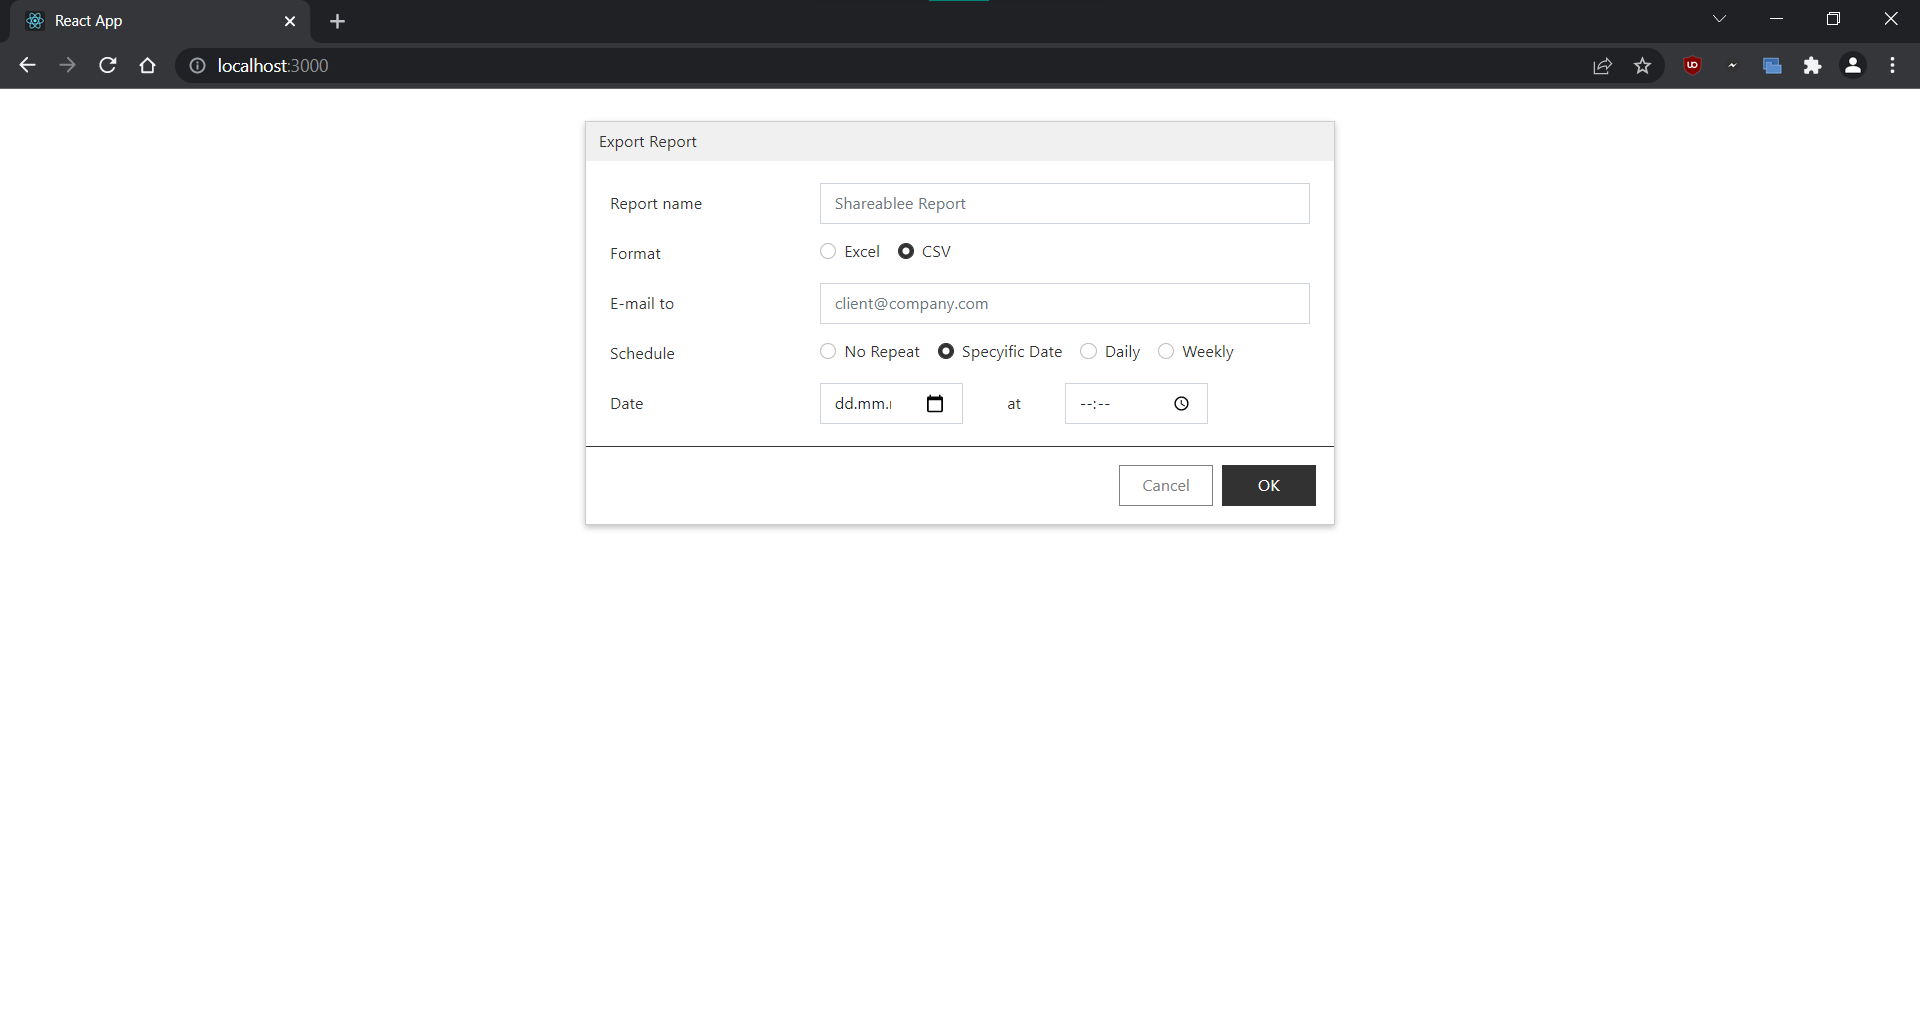 React App
localhost:3000
Export Report
Report name Shareablee Report
Format Excel CSV
E-mail to client@company.com
Schedule No Repeat Specyific Date Daily Weekly
Date dd.mm. at --:--
Cancel OK